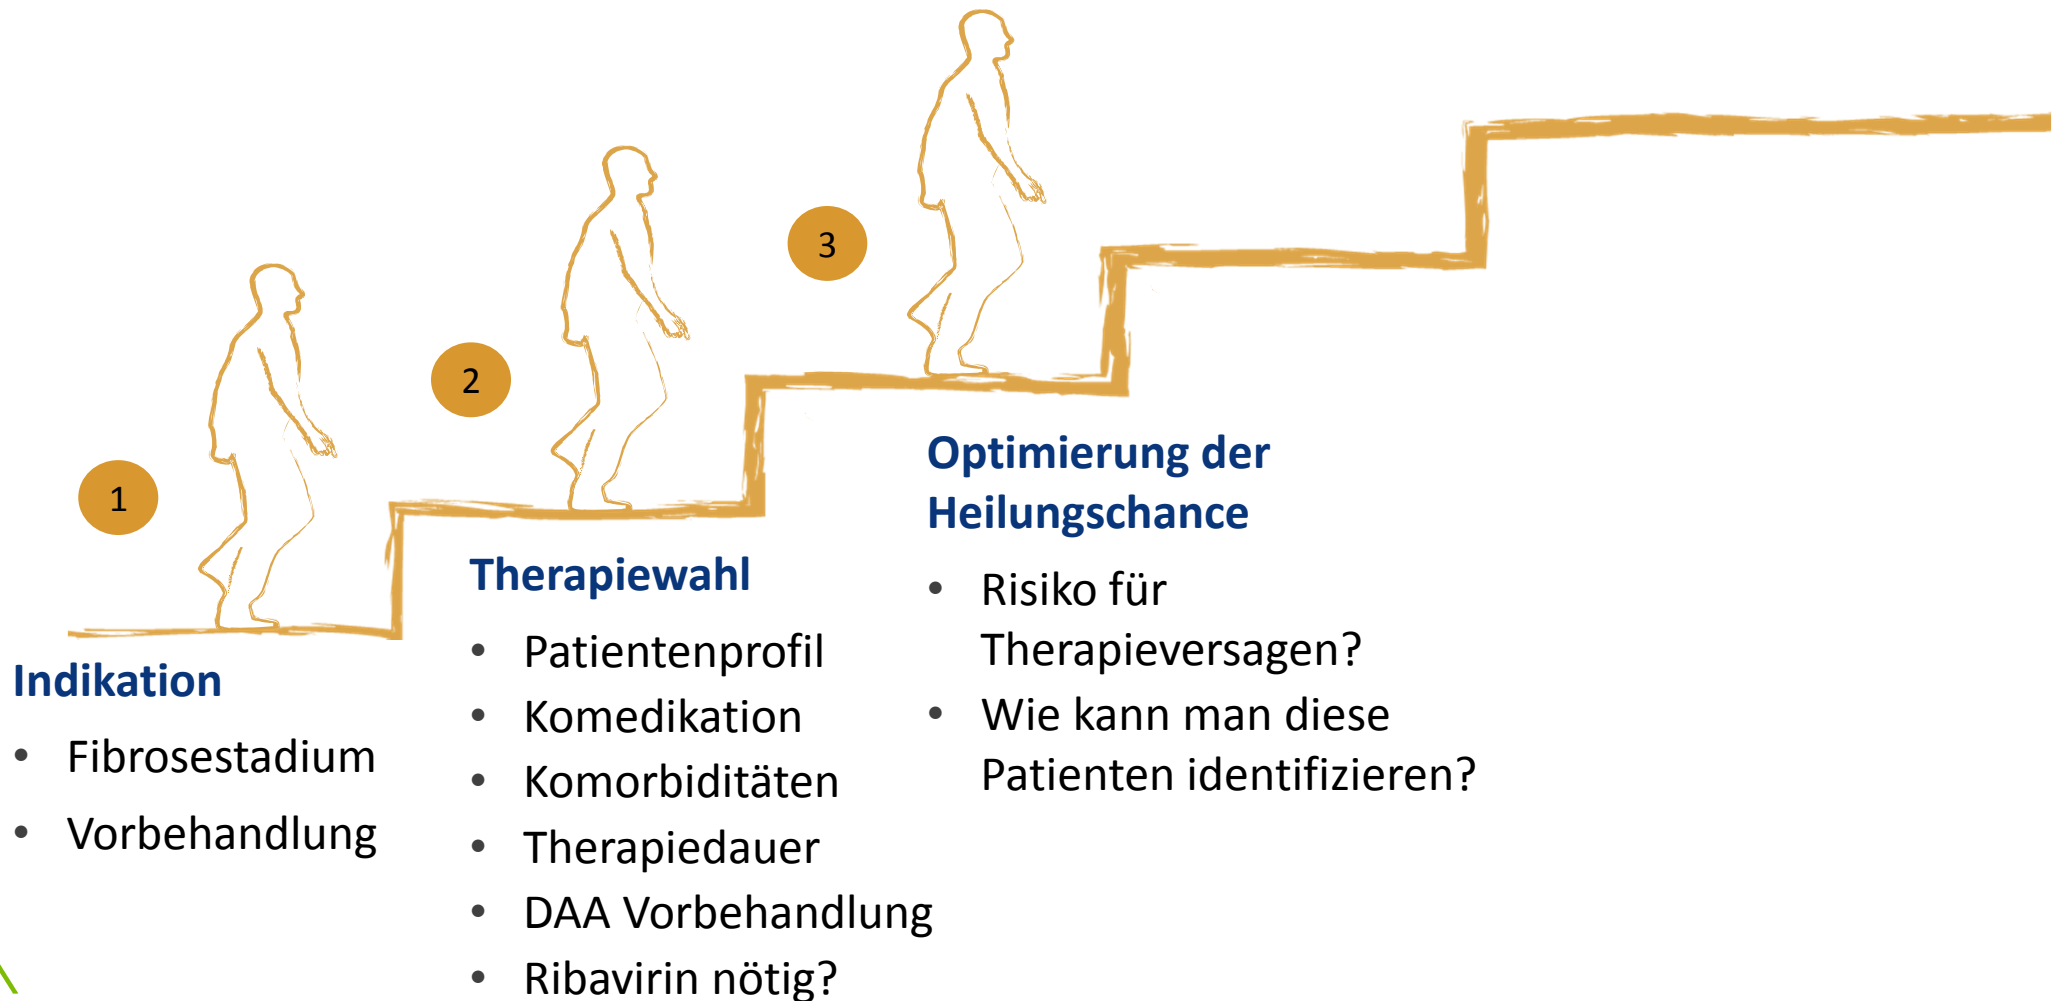 1
Indikation
• Fibrosestadium
• Vorbehandlung
2
Therapiewahl
• Patientenprofil
• Komedikation
• Komorbiditäten
• Therapiedauer
• DAA Vorbehandlung
• Ribavirin nötig?
3
Optimierung der
Heilungschance
• Risiko für
Therapieversagen?
• Wie kann man diese
Patienten identifizieren?